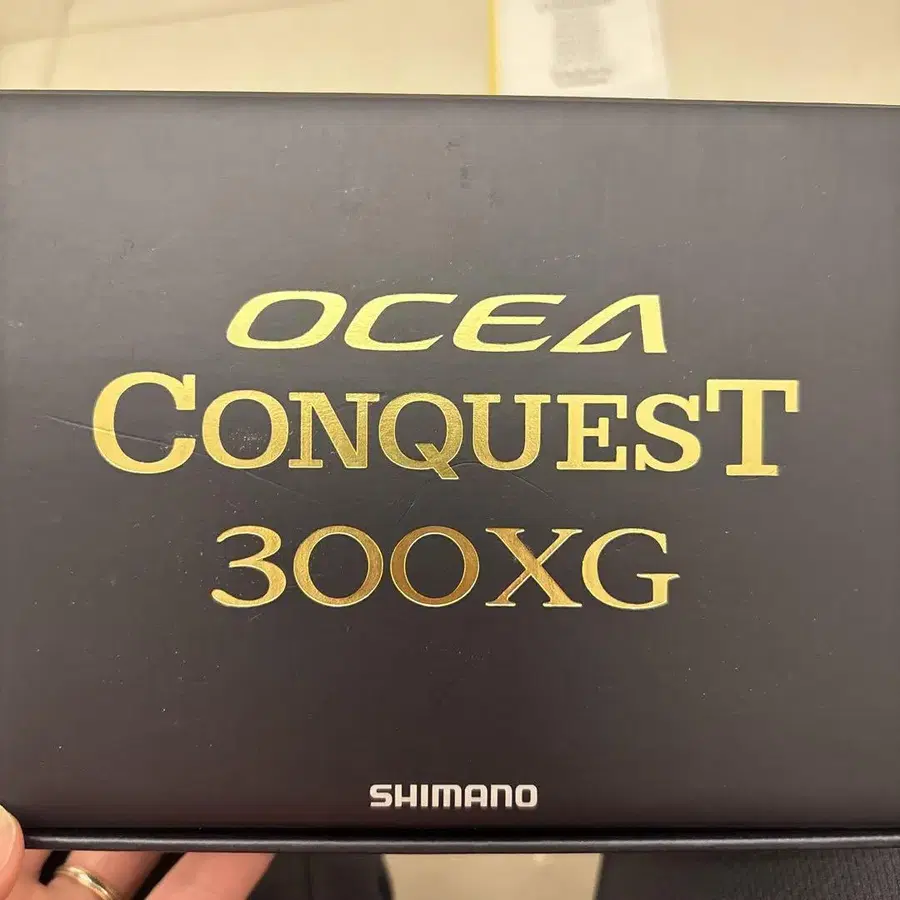 OCEA
CONQUEST
300XG
SHIMANO